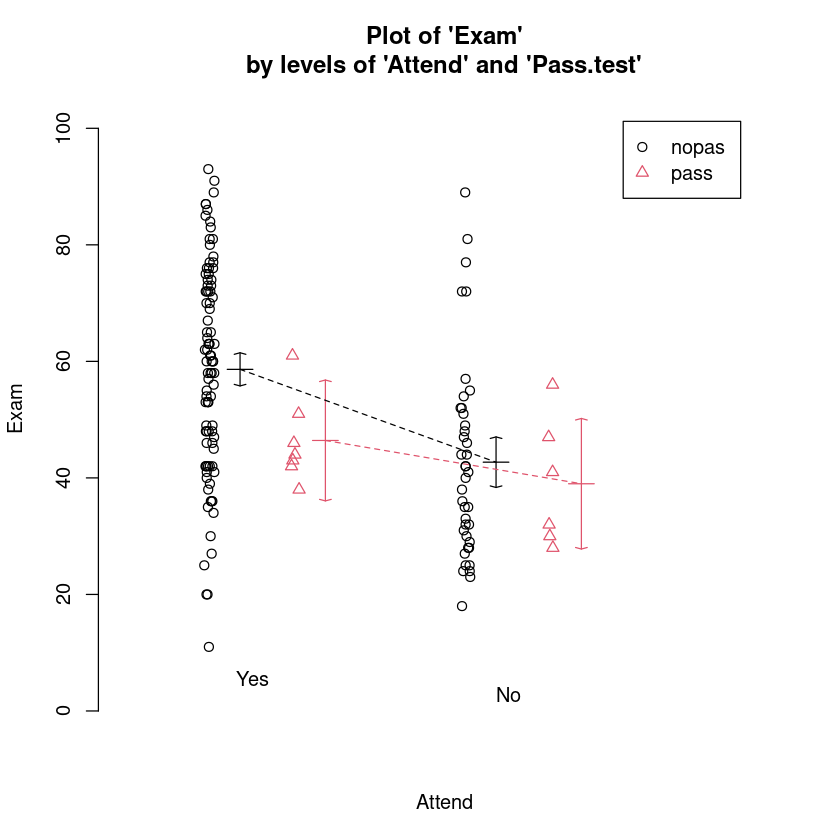 Plot of 'Exam'
by levels of 'Attend' and 'Pass.test'
nopas
pass
100
80
60
40
20
0
Exam
Yes
No
Attend